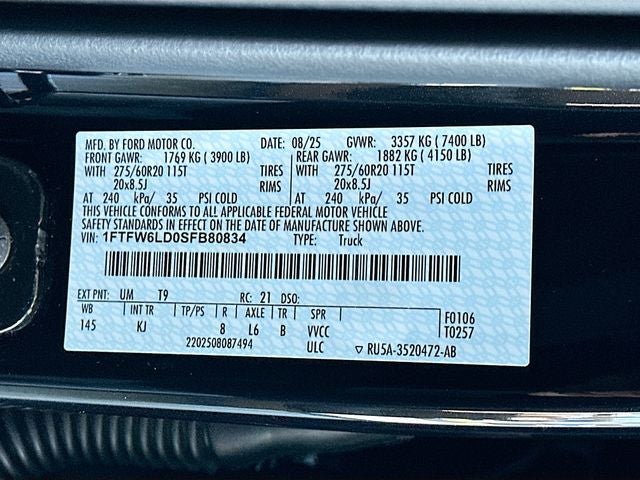 MFD. BY FORD MOTOR CO. DATE: 08/25 GVWR: 3357 KG (7400 LB)
FRONT GAWR: 1769 KG (3900 LB) REAR GAWR: 1882 KG (4150 LB)
WITH 275/60R20 115T TIRES WITH 275/60R20 115T TIRES
20x8.5J RIMS 20x8.5J RIMS
AT 240 kPa/ 35 PSI COLD AT 240 kPa/ 35 PSI COLD
THIS VEHICLE CONFORMS TO ALL APPLICABLE FEDERAL MOTOR VEHICLE
SAFETY STANDARDS IN EFFECT ON THE DATE OF MANUFACTURE SHOWN ABOVE.
VIN: 1FTFW6LD0SFB80834 TYPE: Truck
EXT PNT: UM T9 RC: 21 DSO:
WB INT TR TP/PS R AXLE TR SPR F0106
145 KJ 8 L6 B VVCC T0257
2202508087494 ULC ▽ RU5A-3520472-AB